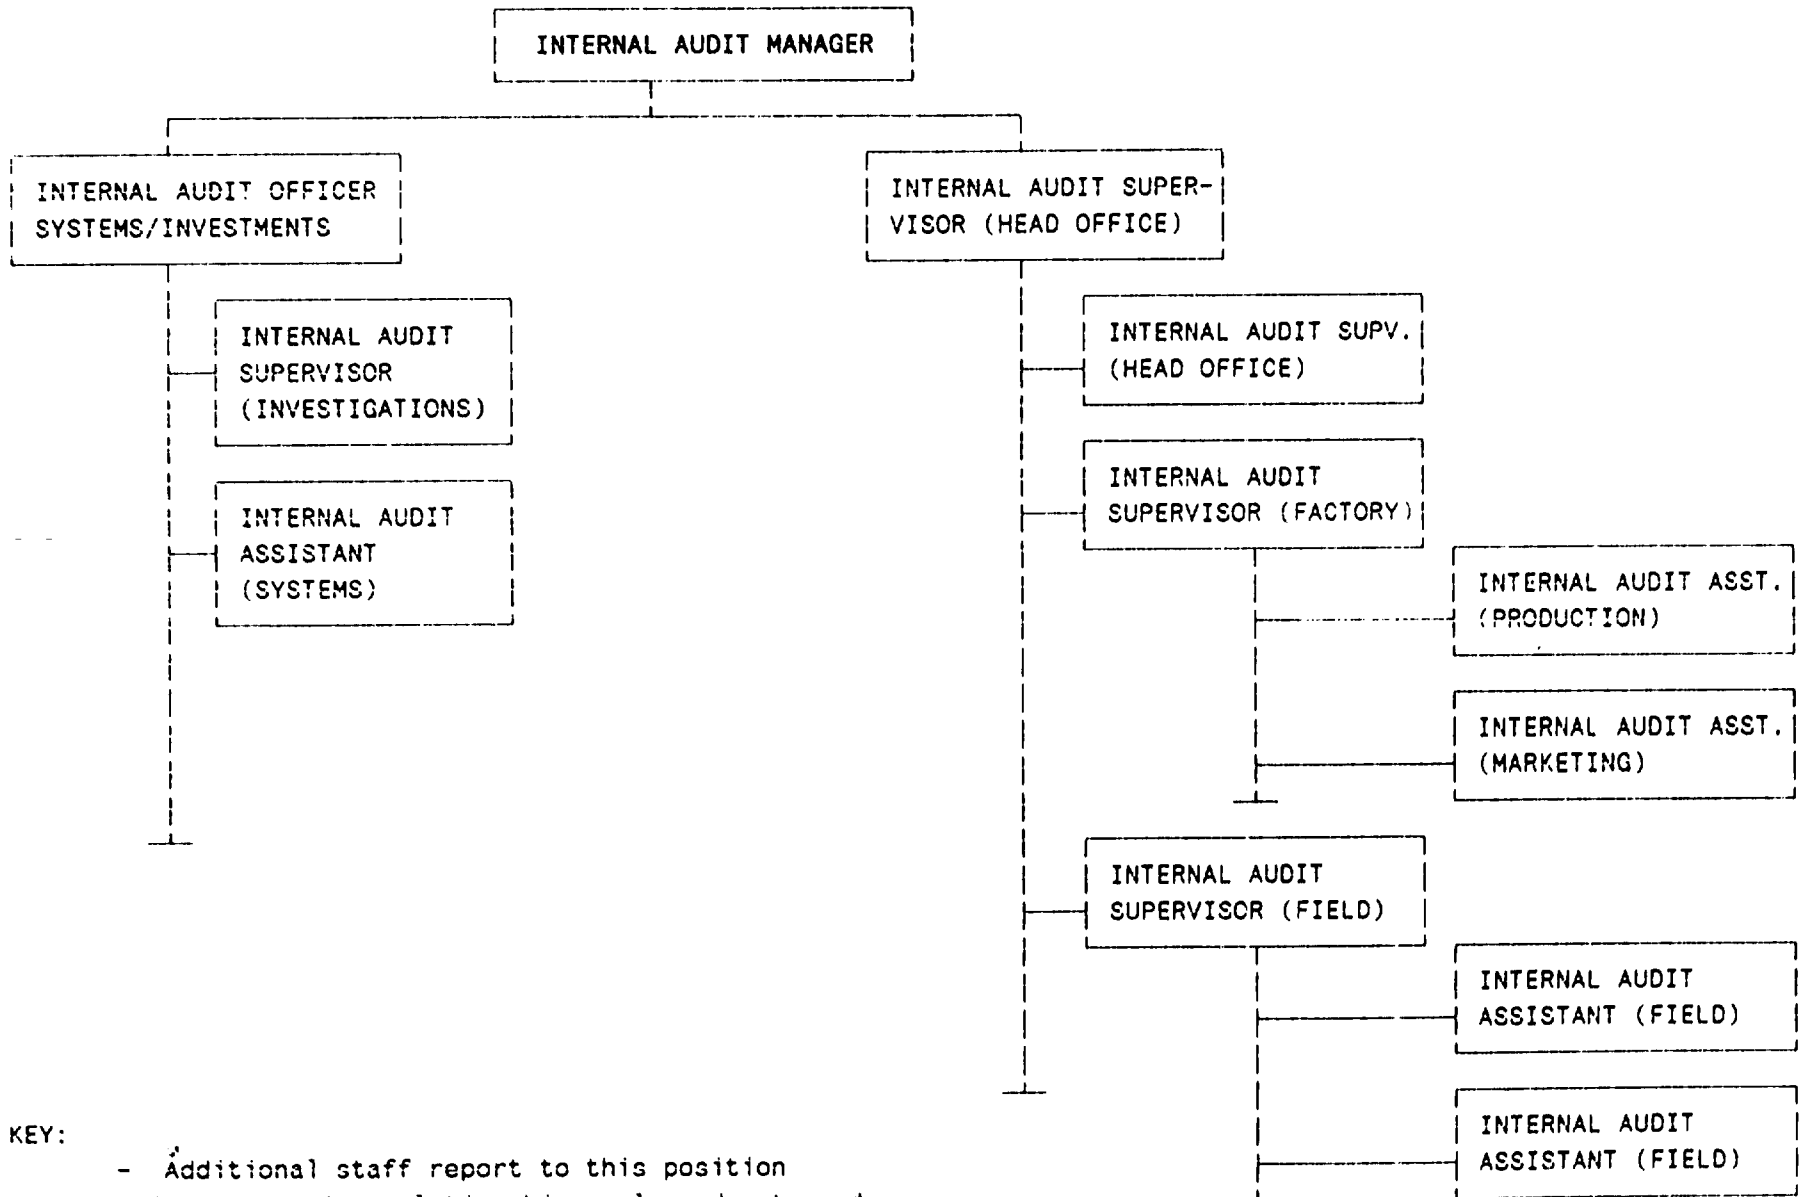 INTERNAL AUDIT MANAGER
INTERNAL AUDIT OFFICER
SYSTEMS/INVESTMENTS
INTERNAL AUDIT SUPER-
VISOR (HEAD OFFICE)
INTERNAL AUDIT
SUPERVISOR
(INVESTIGATIONS)
INTERNAL AUDIT
ASSISTANT
(SYSTEMS)
INTERNAL AUDIT SUPV.
(HEAD OFFICE)
INTERNAL AUDIT
SUPERVISOR (FACTORY)
INTERNAL AUDIT ASST.
(PRODUCTION)
INTERNAL AUDIT ASST.
(MARKETING)
INTERNAL AUDIT
SUPERVISOR (FIELD)
INTERNAL AUDIT
ASSISTANT (FIELD)
INTERNAL AUDIT
ASSISTANT (FIELD)
KEY:
- Additional staff report to this position